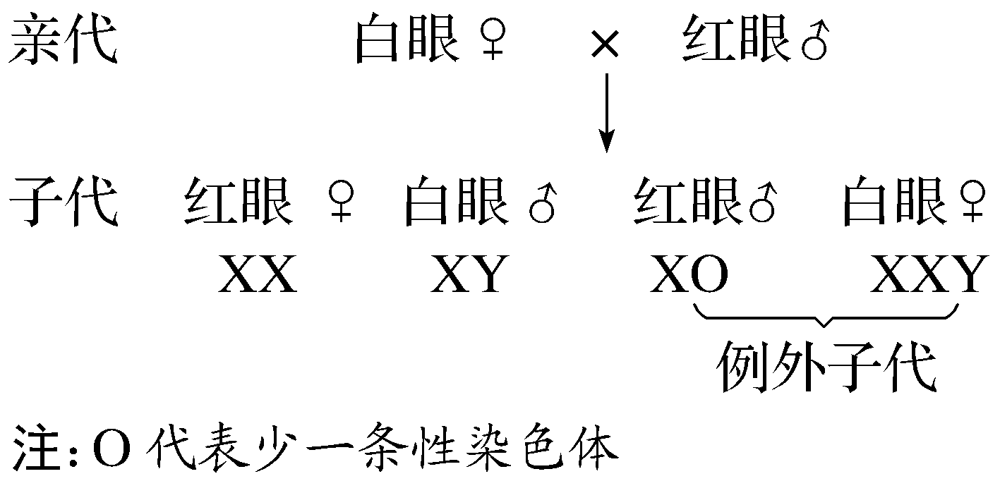 亲代 白眼♀ × 红眼♂
子代 红眼♀ 白眼♂ 红眼♂ 白眼♀
XX XY XO XXY
例外子代
注:O代表少一条性染色体